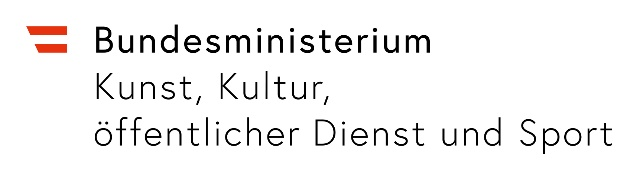 Bundesministerium
Kunst, Kultur,
öffentlicher Dienst und Sport